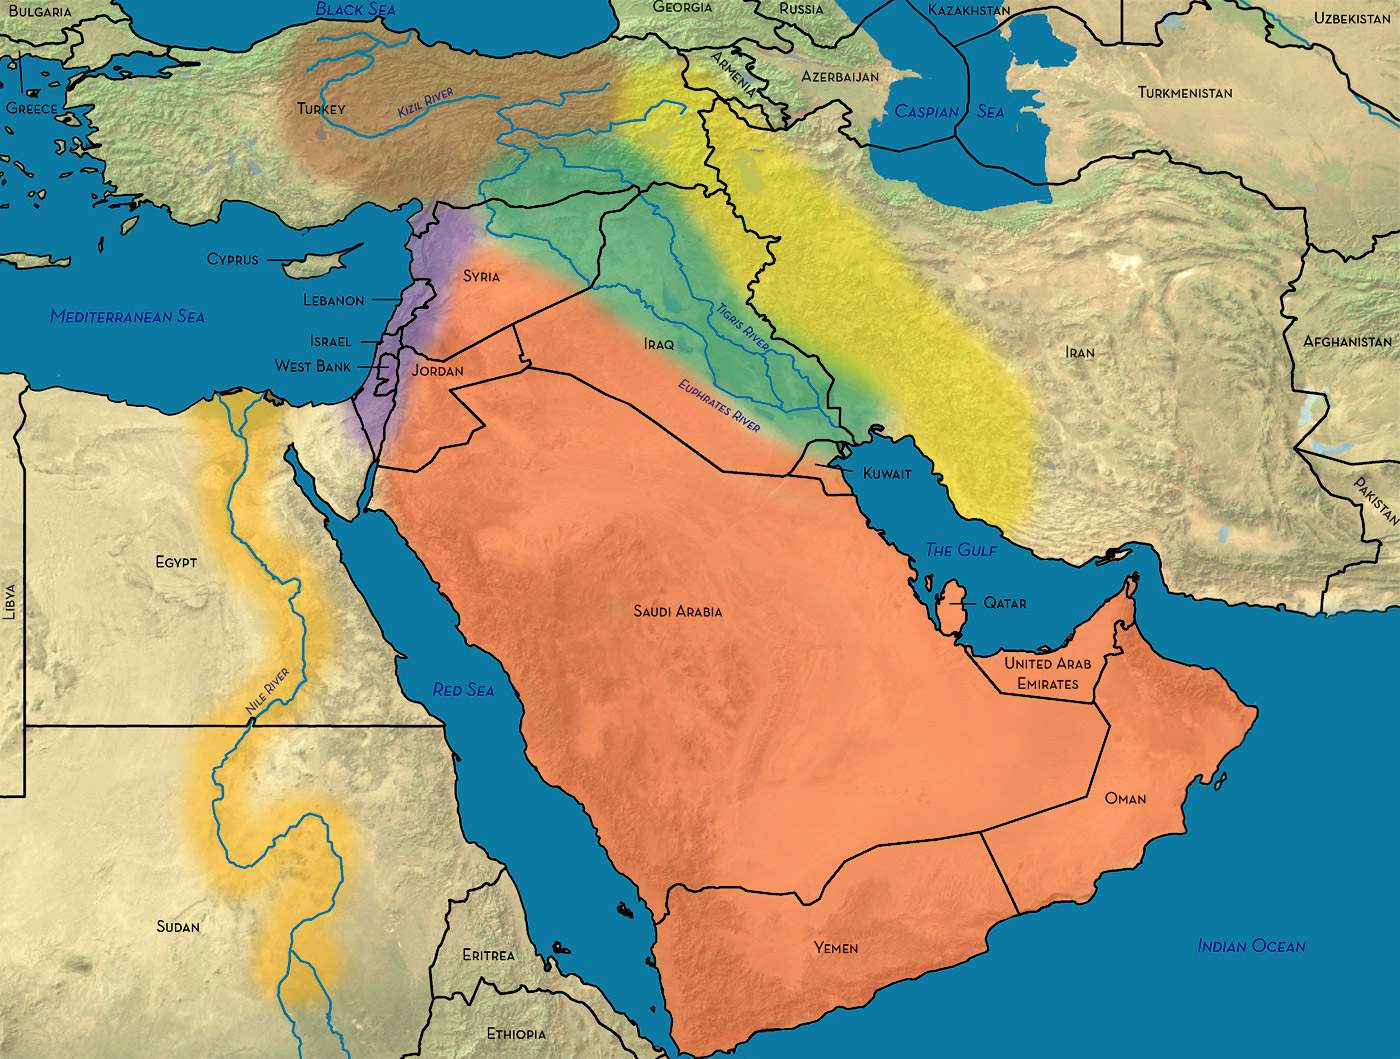 Bulgaria
Black Sea
Georgia
Russia
Kazakhstan
Uzbekistan
Greece
Turkey
Kizil River
Armenia
Azerbaijan
Caspian Sea
Turkmenistan
Cyprus
Syria
Lebanon
Mediterranean Sea
Israel
West Bank
Jordan
Iraq
Tigris River
Euphrates River
Iran
Afghanistan
Kuwait
Pakistan
The Gulf
Egypt
Libya
Saudi Arabia
Qatar
Nile River
Red Sea
United Arab
Emirates
Oman
Sudan
Yemen
Indian Ocean
Eritrea
Ethiopia